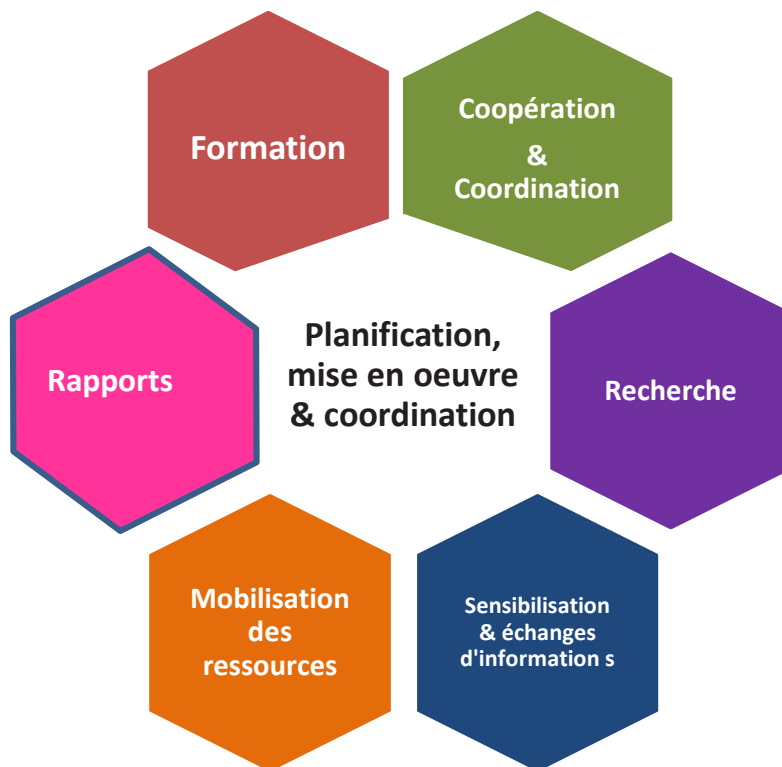 Formation
Coopération
&
Coordination
Rapports
Planification,
mise en oeuvre
& coordination
Recherche
Mobilisation
des
ressources
Sensibilisation
& échanges
d'information s